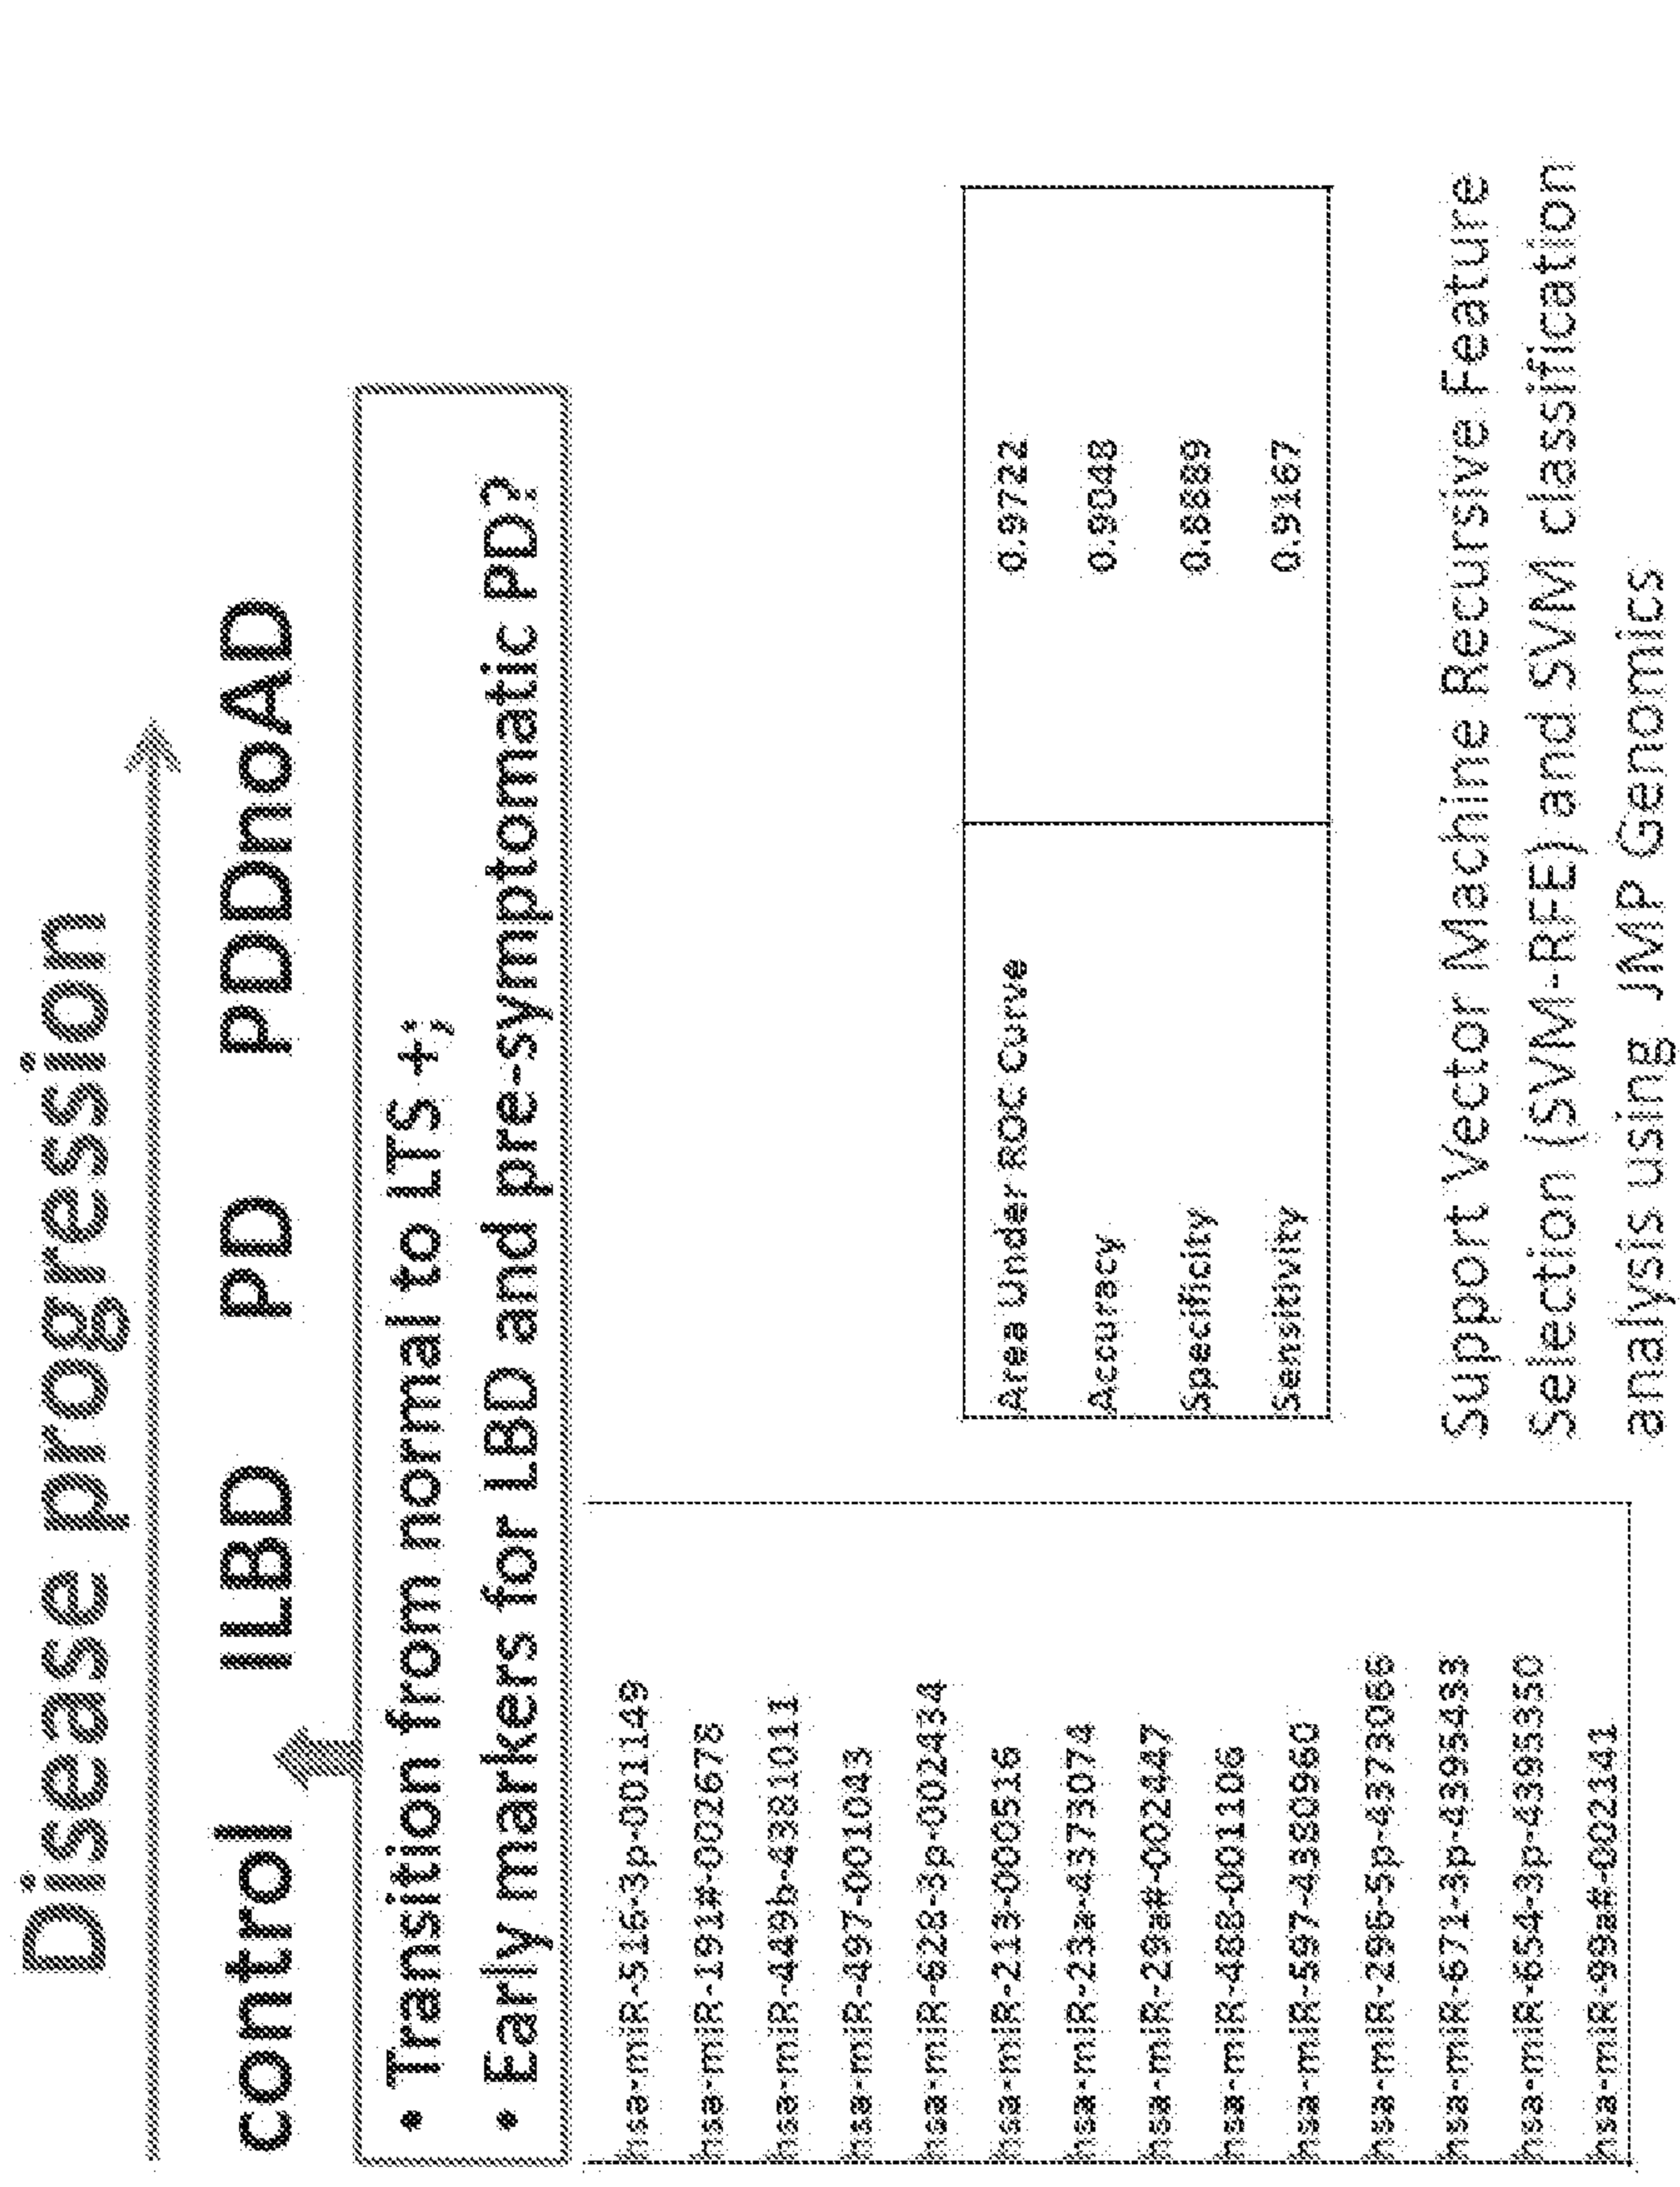 Disease progression
control ILBD PD PDDnoAD
• Transition from normal to LTS +;
• Early markers for LBD and pre-symptomatic PD?
hsa-miR-516-3p-001149
hsa-miR-191#-002678
hsa-miR-449b-4381011
hsa-miR-497-001043
hsa-miR-628-3p-002434
hsa-miR-213-000516
hsa-miR-23a-4373074
hsa-miR-29a#-002447
hsa-miR-488-001106
hsa-miR-597-4380960
hsa-miR-296-5p-4373066
hsa-miR-671-3p-4395433
hsa-miR-654-3p-4395350
hsa-miR-99a#-002141
Area Under ROC Curve 0.9722
Accuracy 0.9048
Specificity 0.8889
Sensitivity 0.9167
Support Vector Machine Recursive Feature
Selection (SVM-RFE) and SVM classification
analysis using JMP Genomics